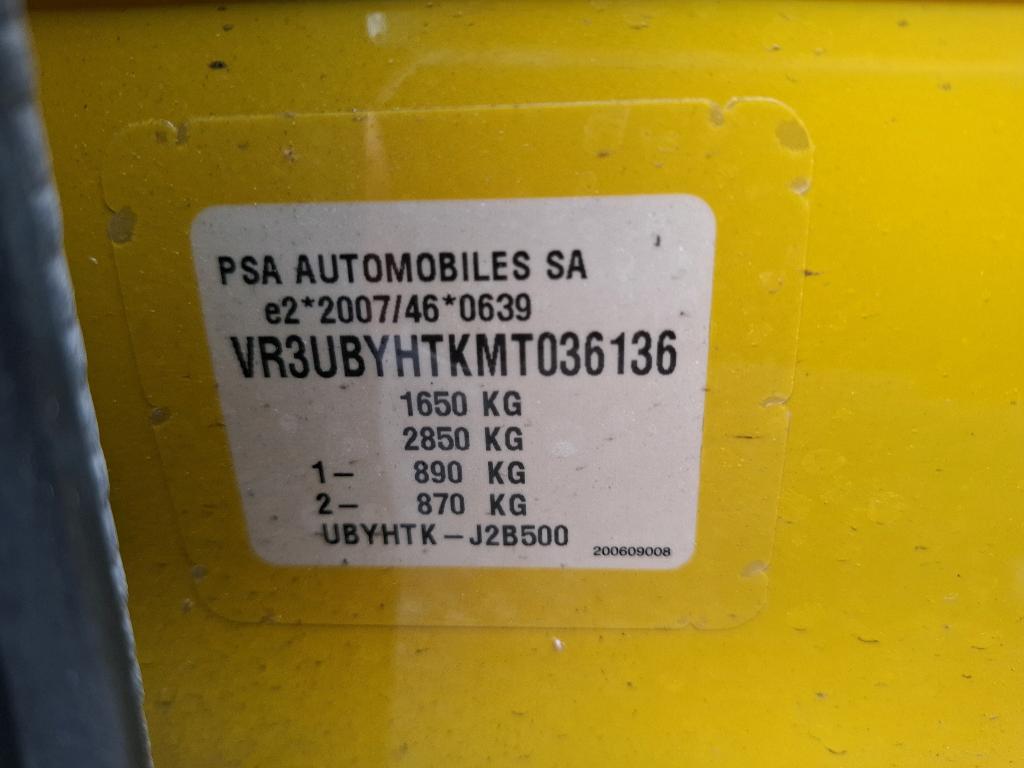 PSA AUTOMOBILES SA
e2*2007/46*0639
VR3UBYHTKMT036136
1650 KG
2850 KG
1- 890 KG
2- 870 KG
UBYHTK-J2B500
200609008